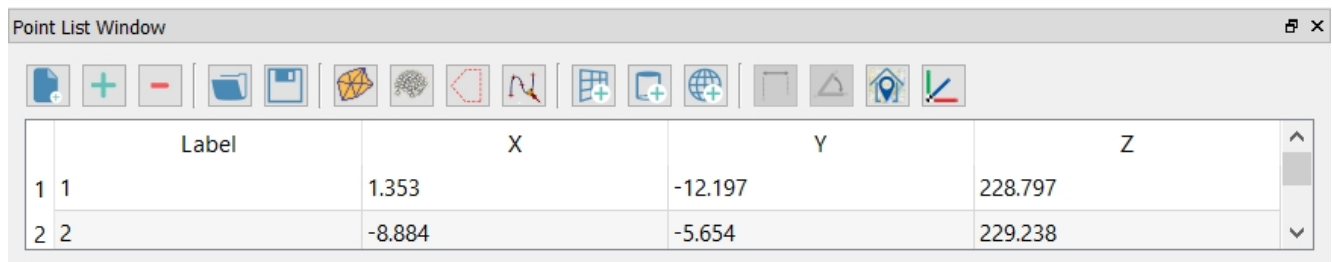 Point List Window
Label X Y Z
1 1 1.353 -12.197 228.797
2 2 -8.884 -5.654 229.238